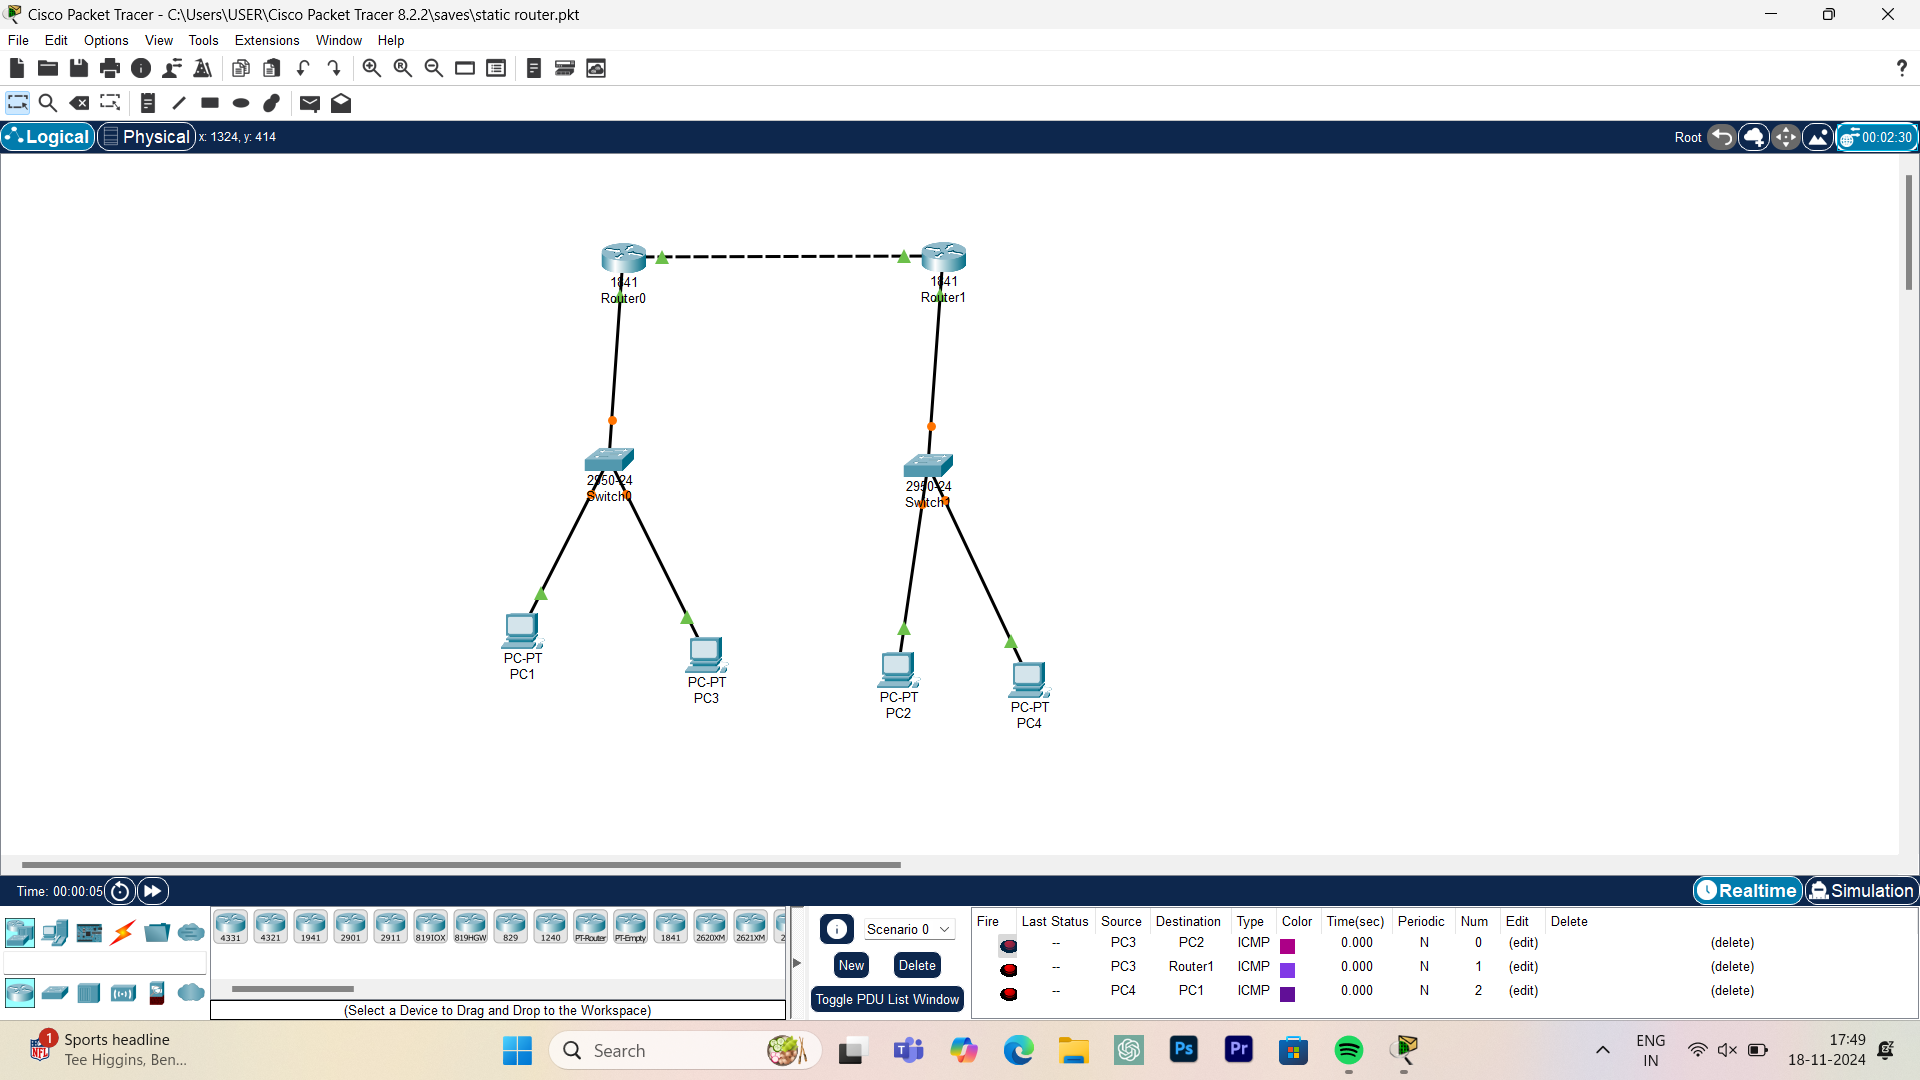 Cisco Packet Tracer - C:\Users\USER\Cisco Packet Tracer 8.2.2\saves\static router.pkt
File Edit Options View Tools Extensions Window Help
?
Logical Physical x: 1324, y: 414 Root 00:02:30
1841
Router0
1841
Router1
2950-24
Switch0
2950-24
Switch1
PC-PT
PC1
PC-PT
PC3
PC-PT
PC2
PC-PT
PC4
Time: 00:00:05 Realtime Simulation
4331 4321 1941 2901 2911 819IOX 819HGW 829 1240 PT-Router PT-Empty 1841 2620XM 2621XM 2
(Select a Device to Drag and Drop to the Workspace)
Scenario 0
New Delete
Toggle PDU List Window
Fire Last Status Source Destination Type Color Time(sec) Periodic Num Edit Delete
-- PC3 PC2 ICMP 0.000 N 0 (edit) (delete)
-- PC3 Router1 ICMP 0.000 N 1 (edit) (delete)
-- PC4 PC1 ICMP 0.000 N 2 (edit) (delete)
1
NFL
Sports headline
Tee Higgins, Ben...
Search
Ps
Pr
ENG
IN
17:49
18-11-2024